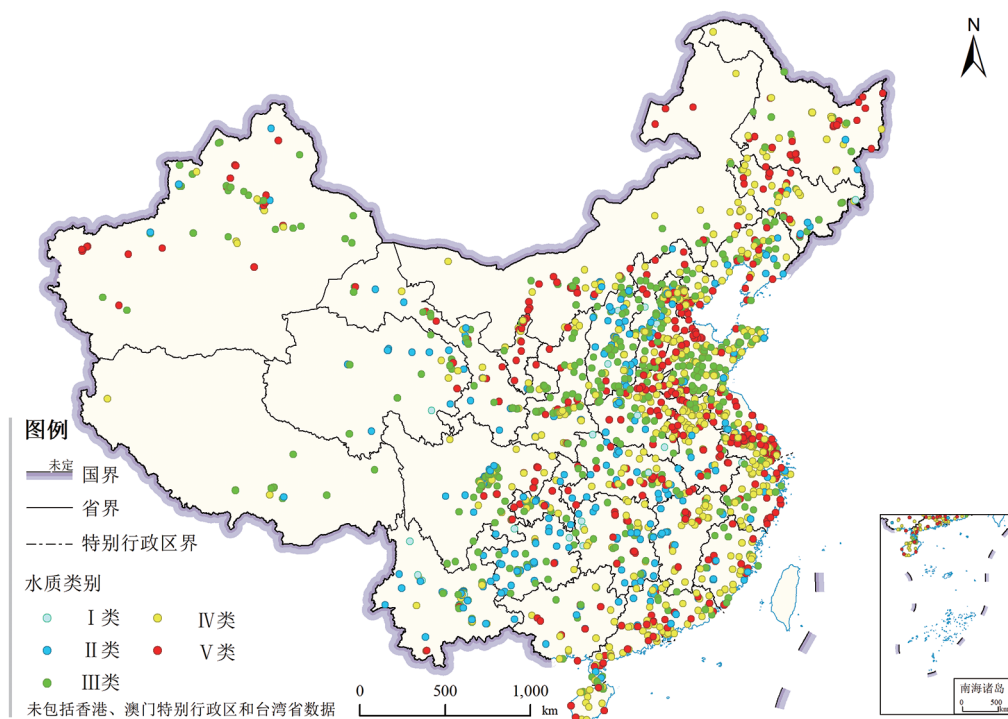 N
图例
未定
国界
省界
特别行政区界
水质类别
Ⅰ类
Ⅳ类
Ⅱ类
Ⅴ类
Ⅲ类
未包括香港、澳门特别行政区和台湾省数据
0 500 1,000
km
南海诸岛
0 500
km